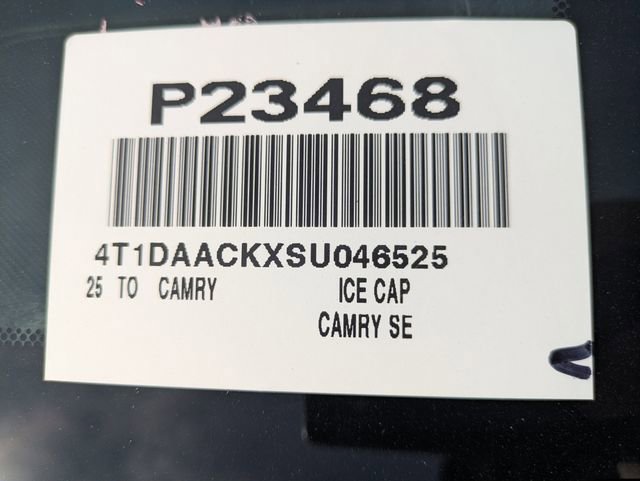 P23468
4T1DAACKXSU046525
25 TO CAMRY ICE CAP
CAMRY SE